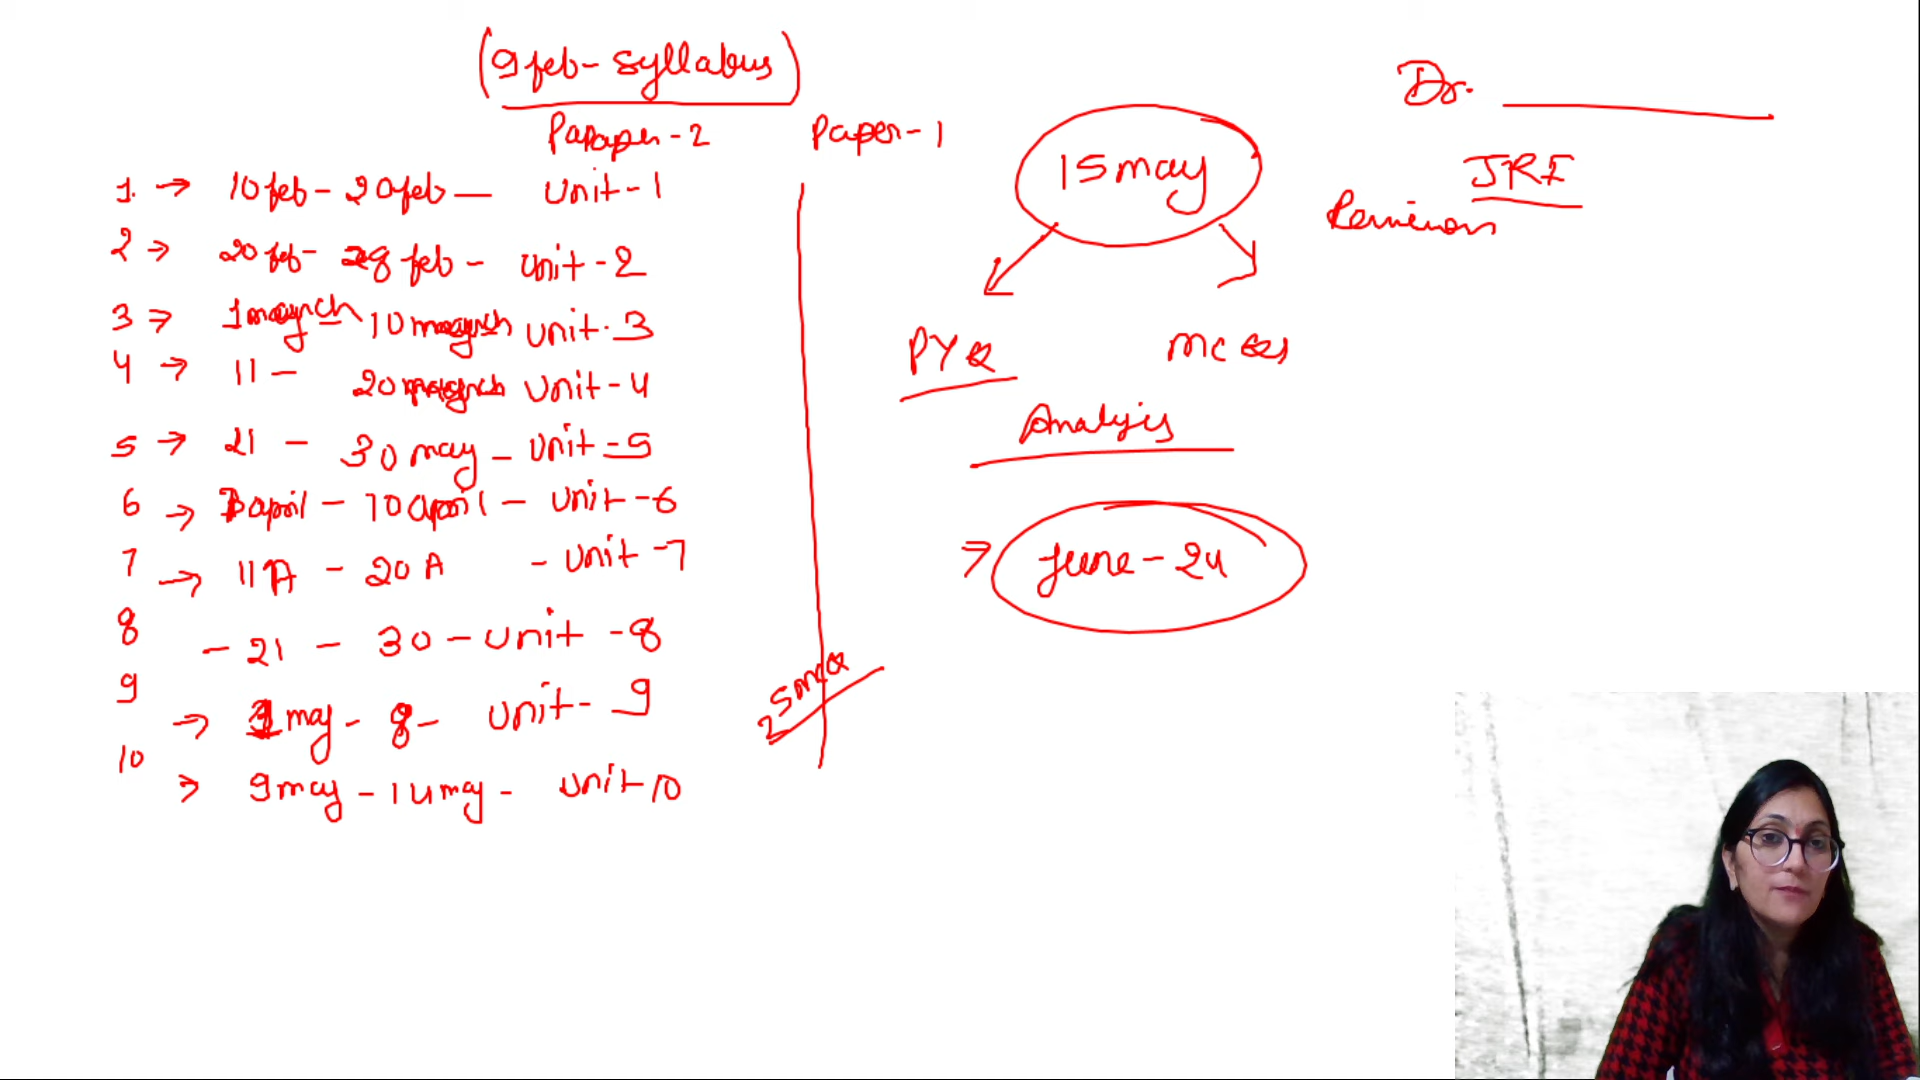 (9 feb - syllabus)
Paper - 2
Paper - 1
1. → 10 feb - 20 feb — unit - 1
2 → 20 feb - 28 feb - unit - 2
3 → 1 march 10 march unit - 3
4 → 11 - 20 march unit - 4
5 → 21 - 30 may - unit = 5
6 → 1 april - 10 april - unit - 6
7 → 11 A - 20 A - unit - 7
8 - 21 - 30 - unit - 8
9 → 1 may - 8 - unit - 9
10 → 9 may - 14 may - unit 10
25 mcq
15 may
PYQ
mcqs
Analysis
→ June - 24
Dr. ____
JRF